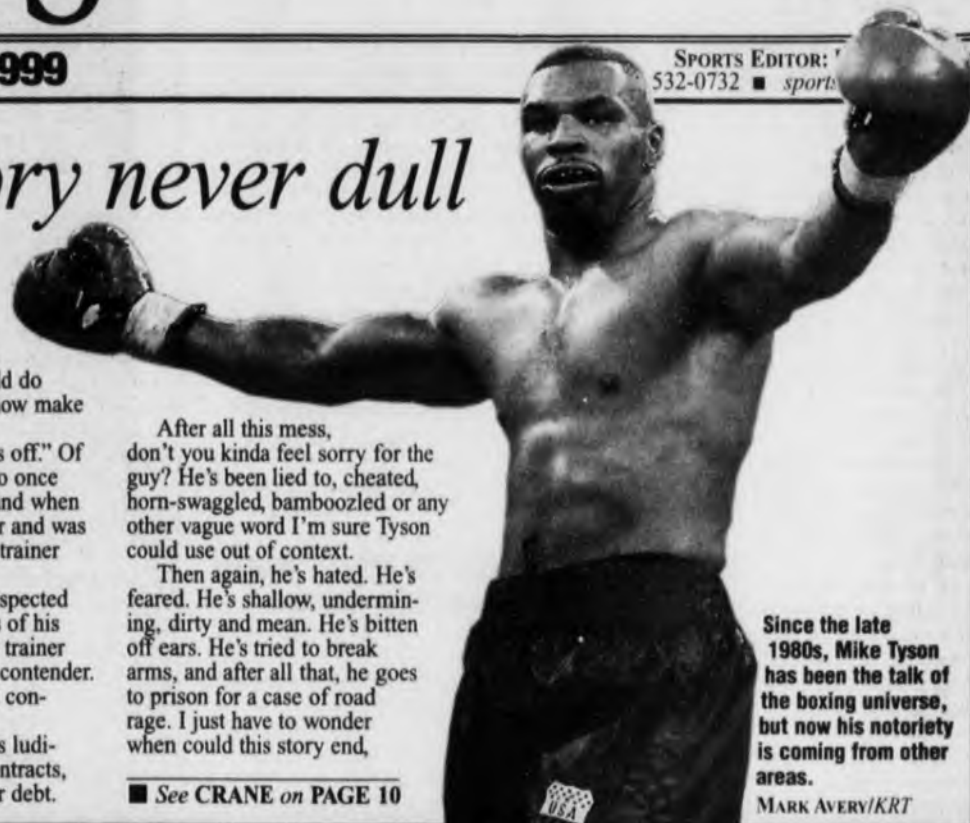 999
SPORTS EDITOR:
532-0732 ■ sports
ory never dull
d do
ow make
s off." Of
o once
nd when
r and was
trainer
spected
of his
trainer
contender.
con-
s ludi-
ntracts,
r debt.
After all this mess,
don't you kinda feel sorry for the
guy? He's been lied to, cheated,
horn-swaggled, bamboozled or any
other vague word I'm sure Tyson
could use out of context.
Then again, he's hated. He's
feared. He's shallow, undermin-
ing, dirty and mean. He's bitten
off ears. He's tried to break
arms, and after all that, he goes
to prison for a case of road
rage. I just have to wonder
when could this story end,
■ See CRANE on PAGE 10
Since the late
1980s, Mike Tyson
has been the talk of
the boxing universe,
but now his notoriety
is coming from other
areas.
MARK AVERY/KRT
USA